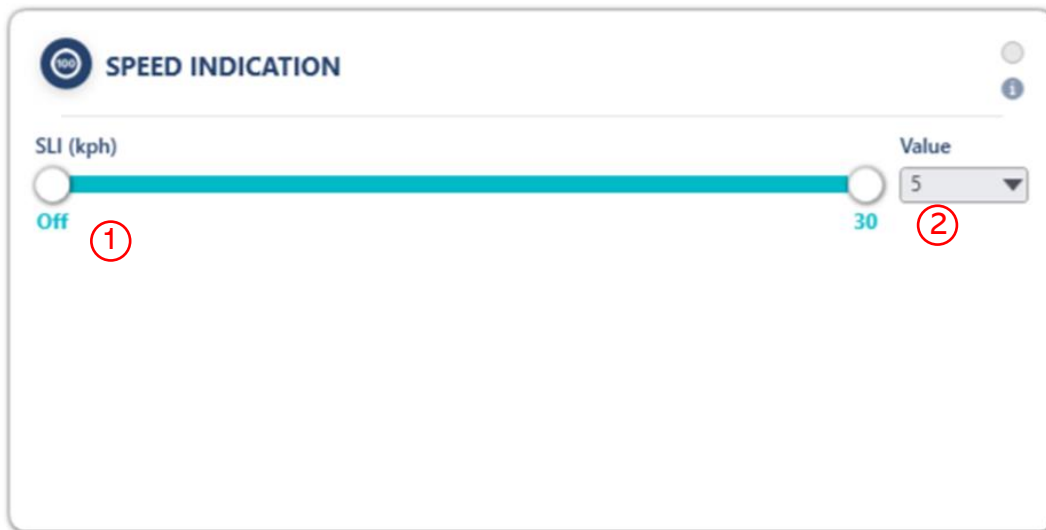 100 SPEED INDICATION
i
SLI (kph) Value
5
Off 30
1 2